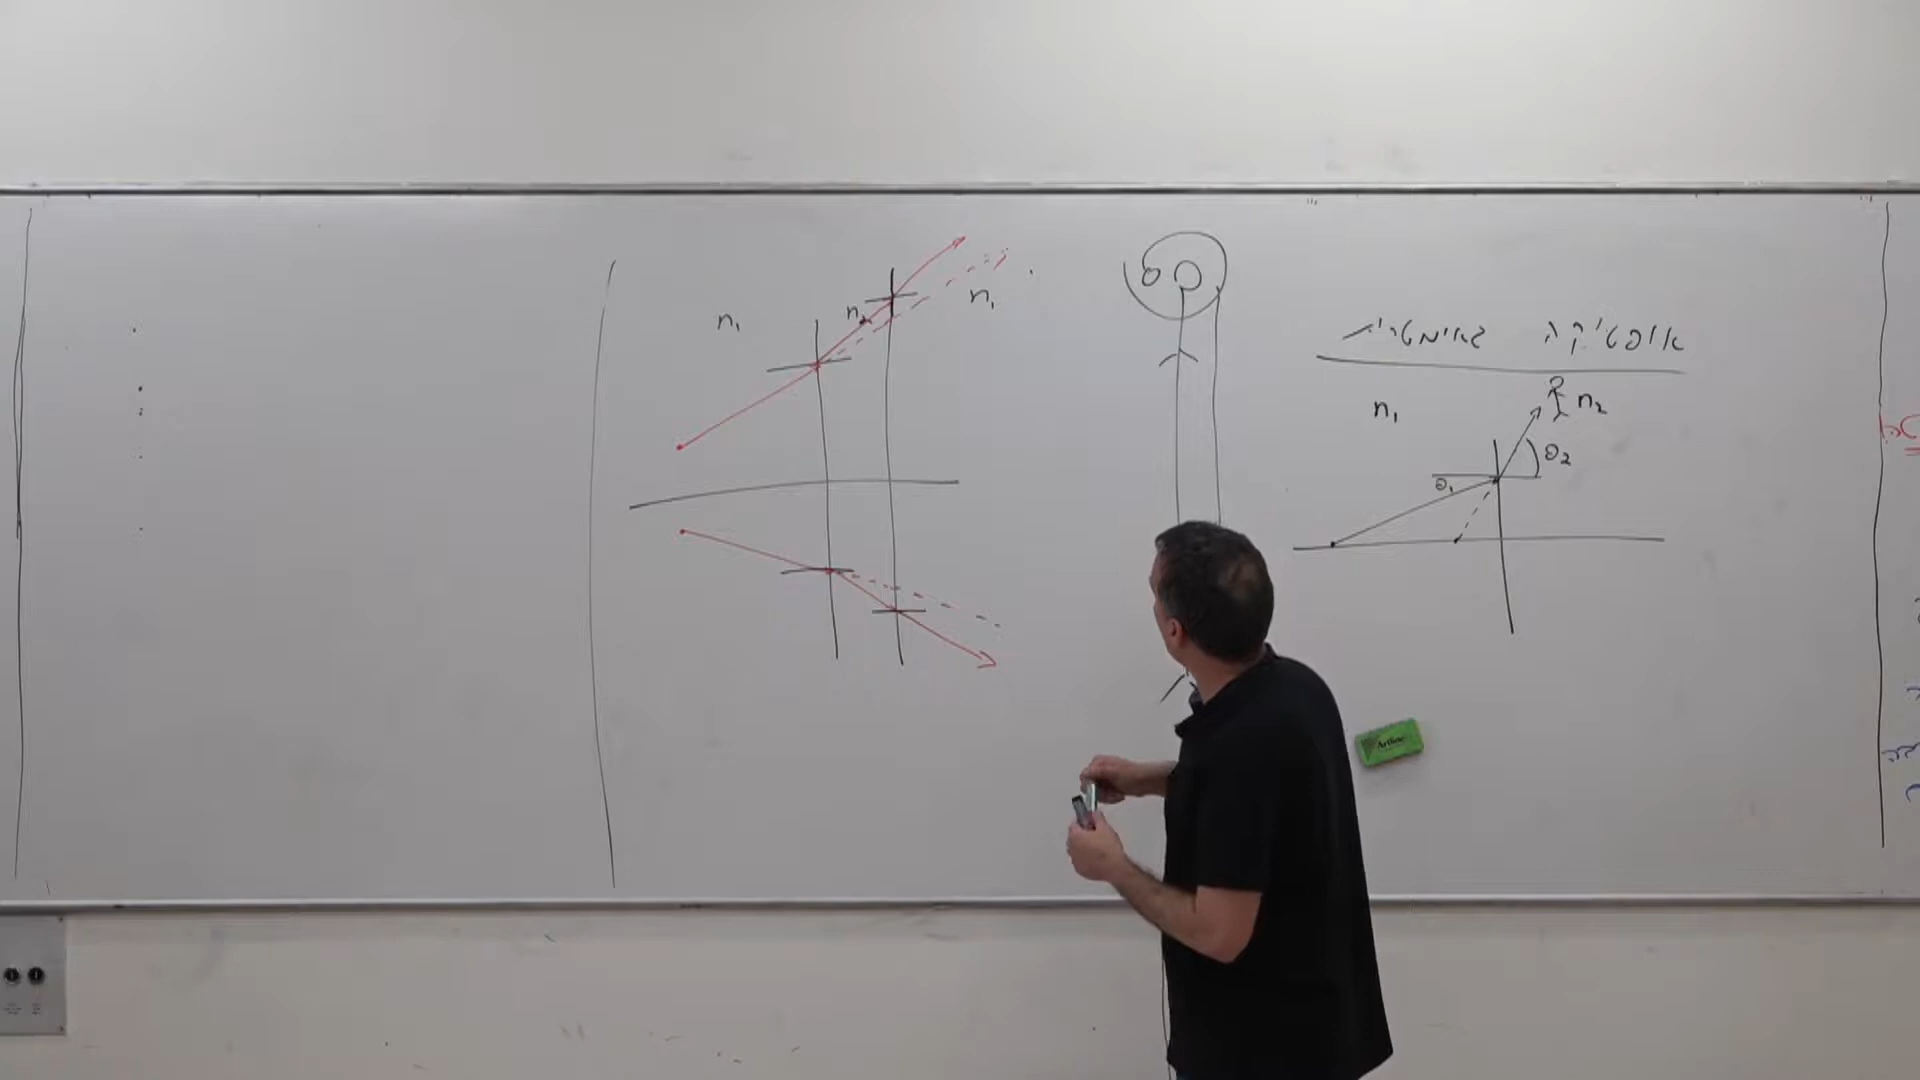 אופטיקה גאומטרית
n₁ n₂
θ₁ θ₂
n₁ n₂ n₁
Artline